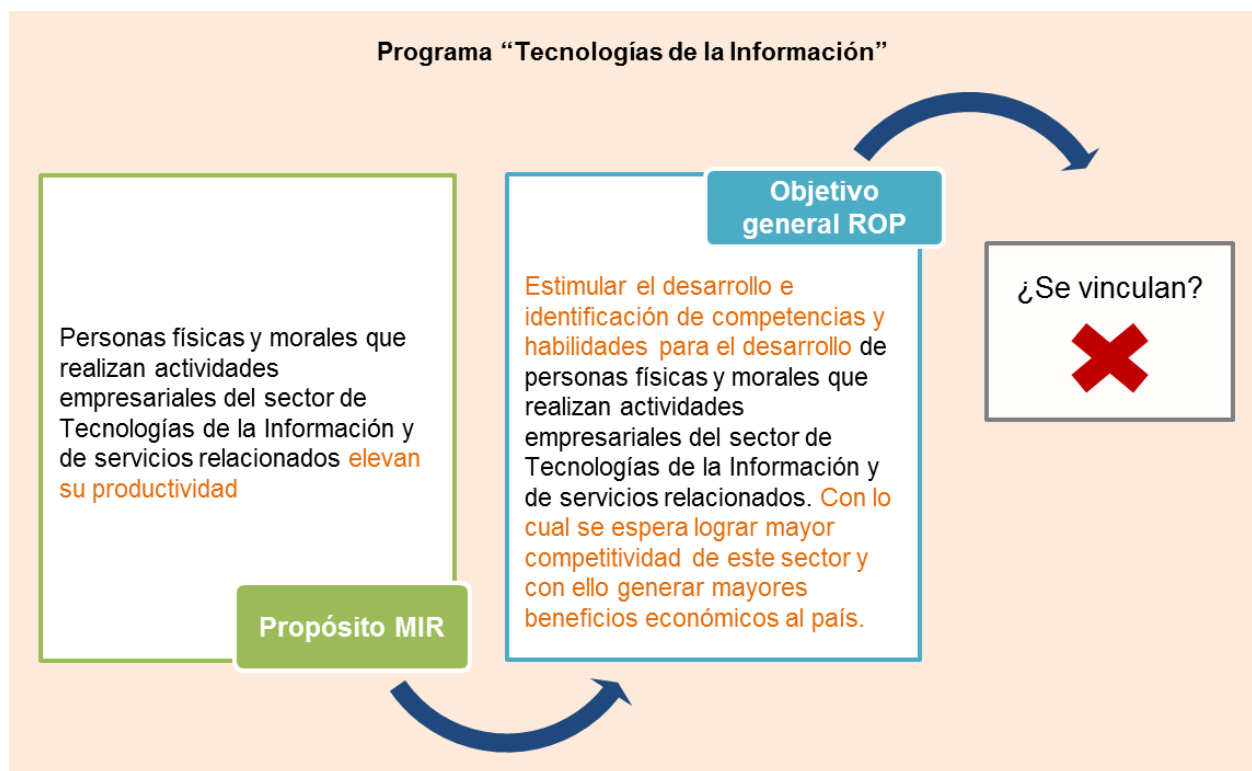 Programa “Tecnologías de la Información”
Personas físicas y morales que
realizan actividades
empresariales del sector de
Tecnologías de la Información y
de servicios relacionados elevan
su productividad
Propósito MIR
Objetivo
general ROP
Estimular el desarrollo e
identificación de competencias y
habilidades para el desarrollo de
personas físicas y morales que
realizan actividades
empresariales del sector de
Tecnologías de la Información y
de servicios relacionados. Con lo
cual se espera lograr mayor
competitividad de este sector y
con ello generar mayores
beneficios económicos al país.
¿Se vinculan?